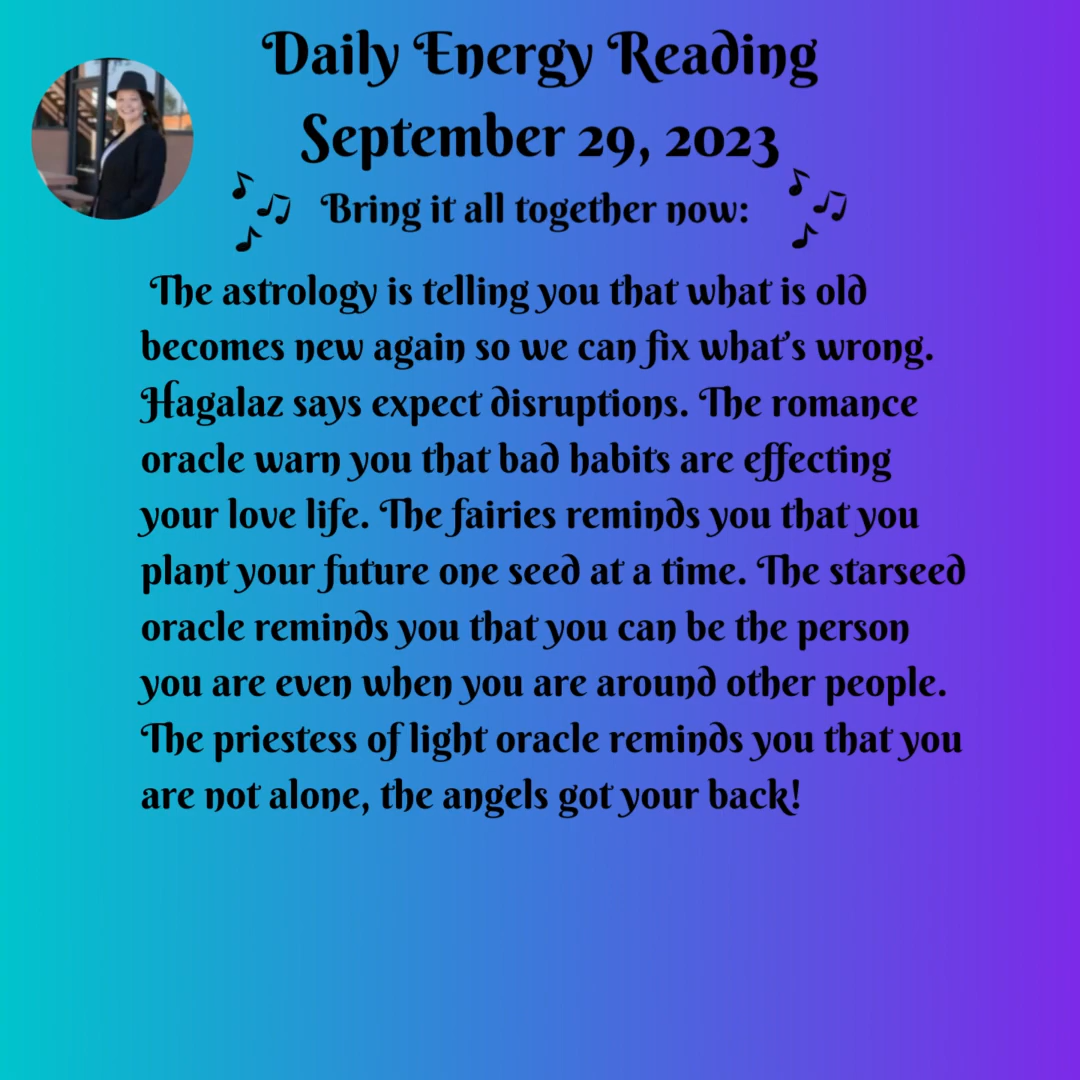 Daily Energy Reading
September 29, 2023
Bring it all together now:
The astrology is telling you that what is old
becomes new again so we can fix what's wrong.
Hagalaz says expect disruptions. The romance
oracle warn you that bad habits are effecting
your love life. The fairies reminds you that you
plant your future one seed at a time. The starseed
oracle reminds you that you can be the person
you are even when you are around other people.
The priestess of light oracle reminds you that you
are not alone, the angels got your back!